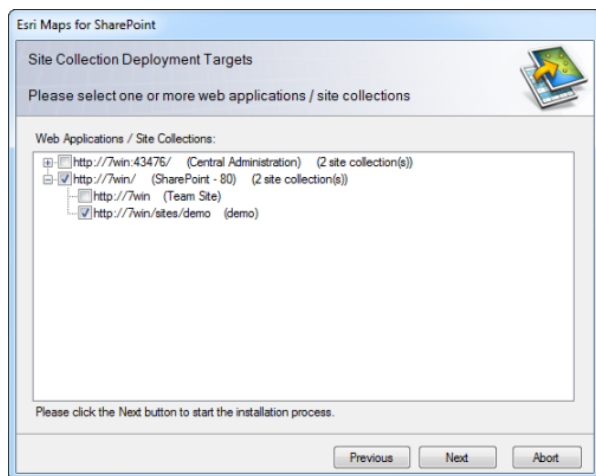 Esri Maps for SharePoint
Site Collection Deployment Targets
Please select one or more web applications / site collections
Web Applications / Site Collections:
http://7win:43476/ (Central Administration) (2 site collection(s))
http://7win/ (SharePoint - 80) (2 site collection(s))
http://7win (Team Site)
http://7win/sites/demo (demo)
Please click the Next button to start the installation process.
Previous Next Abort